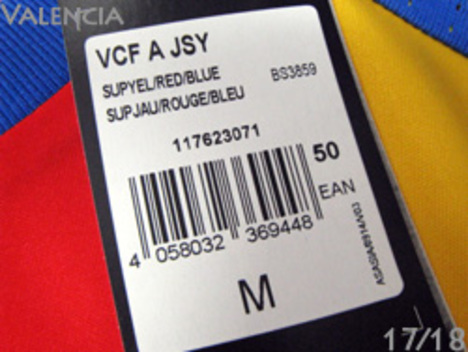 VALENCIA
VCF A JSY
SUPYEL/RED/BLUE BS3859
SUPJAU/ROUGE/BLEU
117623071
50
EAN
4 058032 369448
M
17/18